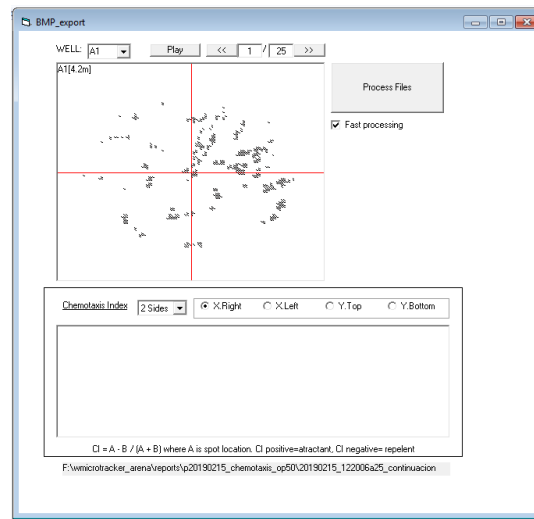 BMP_export
WELL: A1 Play << 1 / 25 >>
A1[4.2m]
Process Files
Fast processing
Chemotaxis Index 2 Sides X.Right X.Left Y.Top Y.Bottom
CI = A - B / (A + B) where A is spot location. CI positive=atractant, CI negative= repelent
F:\wmicrotracker_arena\reports\p20190215_chemotaxis_op50\20190215_122006a25_continuacion